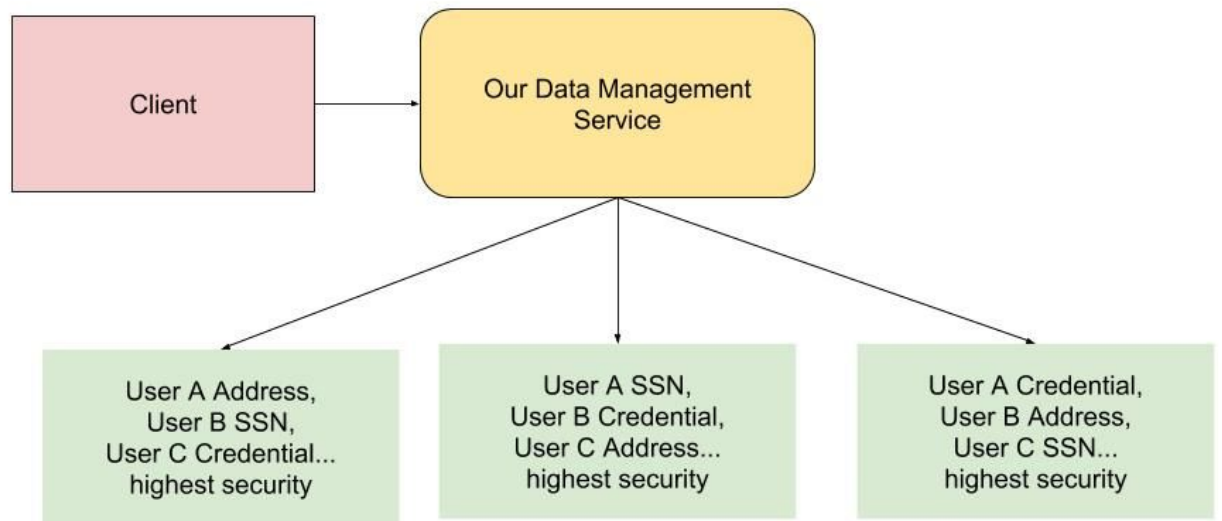 Client
Our Data Management
Service
User A Address,
User B SSN,
User C Credential...
highest security
User A SSN,
User B Credential,
User C Address...
highest security
User A Credential,
User B Address,
User C SSN...
highest security